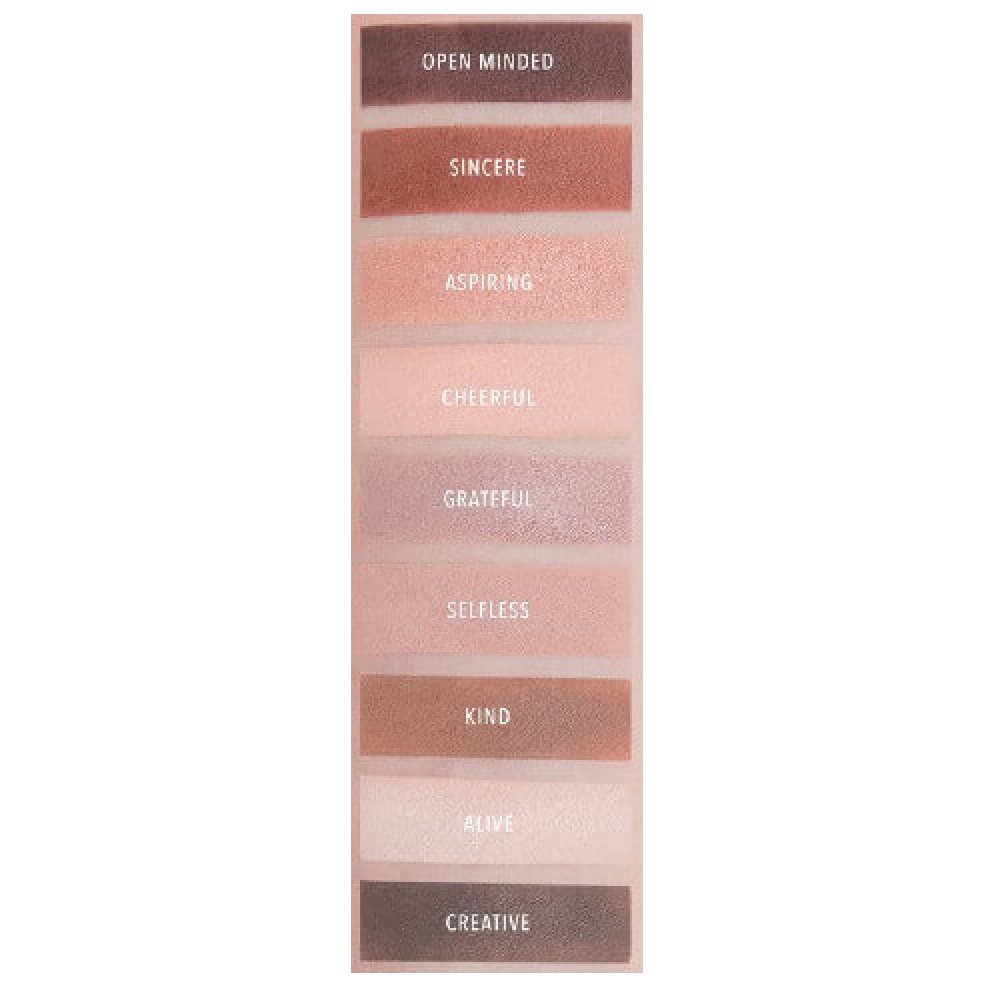 OPEN MINDED
SINCERE
ASPIRING
CHEERFUL
GRATEFUL
SELFLESS
KIND
ALIVE
CREATIVE